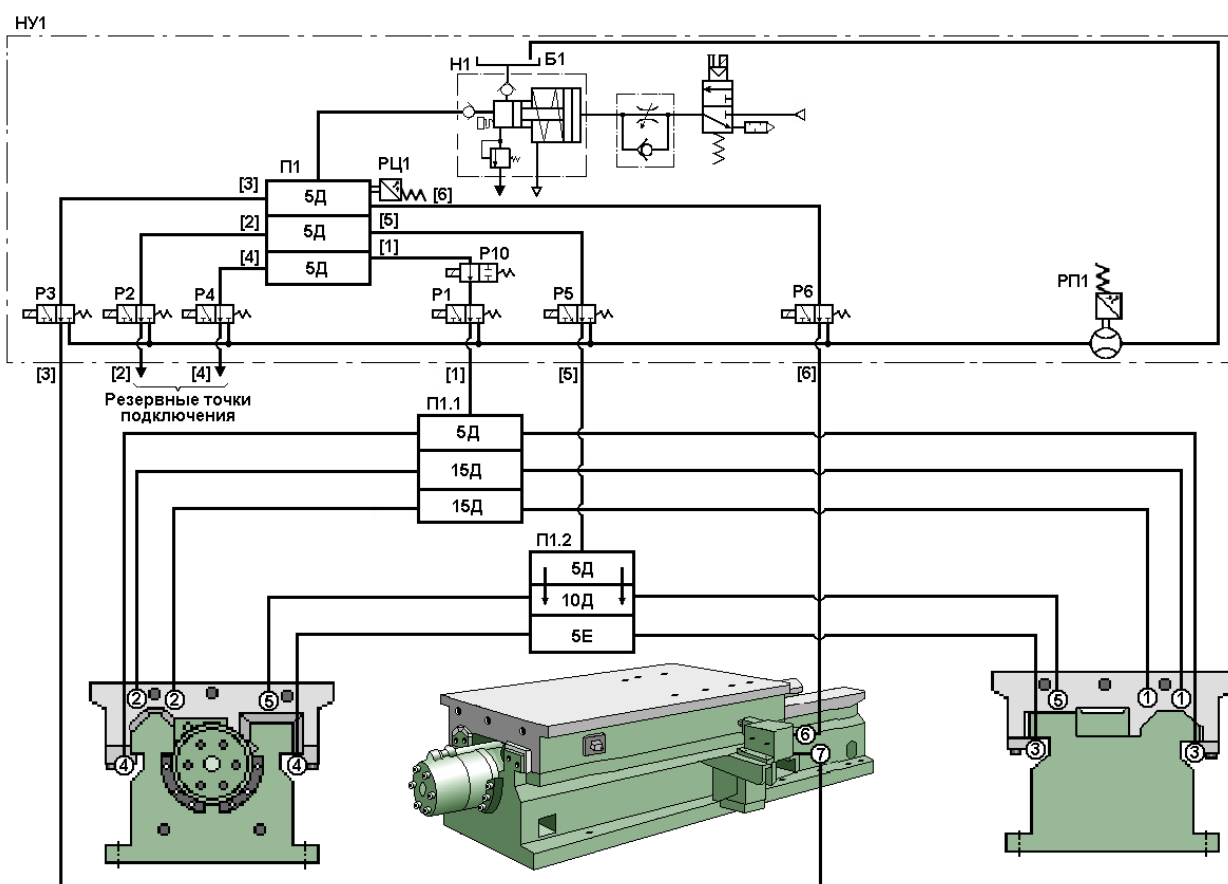 НУ1
Н1 Б1
П1
РЦ1
[3]
5Д
[6]
[2]
5Д
[5]
[4]
5Д
[1]
Р10
Р3
Р2
Р4
Р1
Р5
Р6
РП1
[3]
[2]
[4]
[1]
[5]
[6]
Резервные точки
подключения
П1.1
5Д
15Д
15Д
П1.2
5Д
10Д
5Е
2
2
5
4
4
6
7
5
1
1
3
3